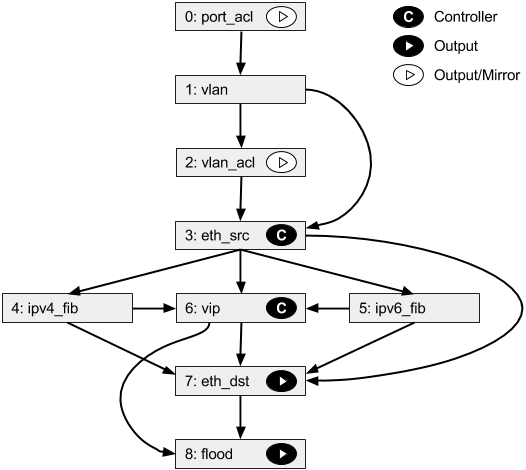 0: port_acl
C Controller
Output
Output/Mirror
1: vlan
2: vlan_acl
3: eth_src C
4: ipv4_fib
6: vip C
5: ipv6_fib
7: eth_dst
8: flood